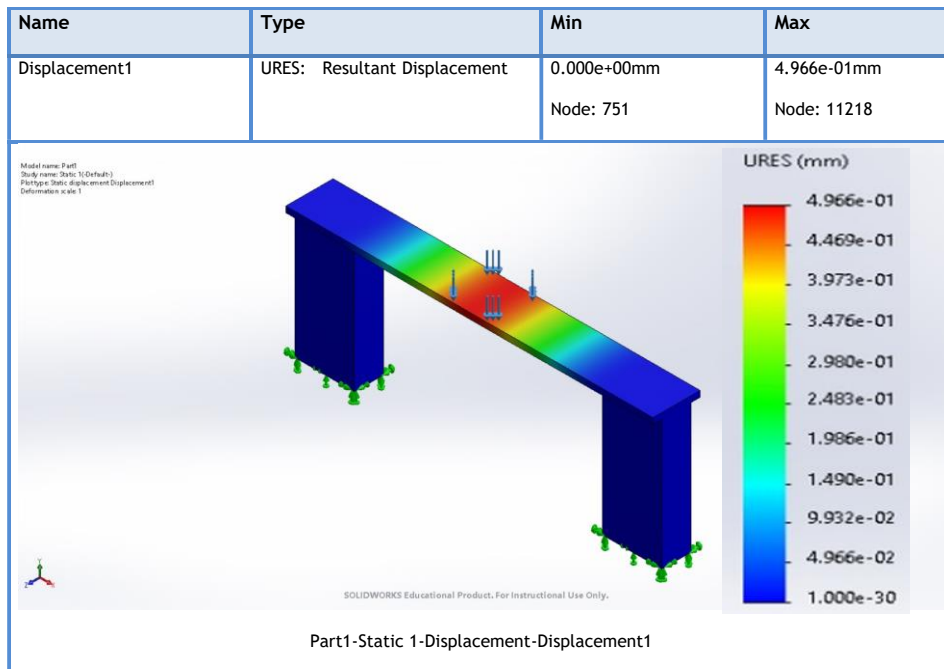 Name Type Min Max
Displacement1 URES: Resultant Displacement 0.000e+00mm 4.966e-01mm
Node: 751 Node: 11218
Model name: Part1
Study name: Static 1(-Default-)
Plot type: Static displacement Displacement1
Deformation scale: 1
URES (mm)
4.966e-01
4.469e-01
3.973e-01
3.476e-01
2.980e-01
2.483e-01
1.986e-01
1.490e-01
9.932e-02
4.966e-02
1.000e-30
Y
Z
X
SOLIDWORKS Educational Product. For Instructional Use Only.
Part1-Static 1-Displacement-Displacement1